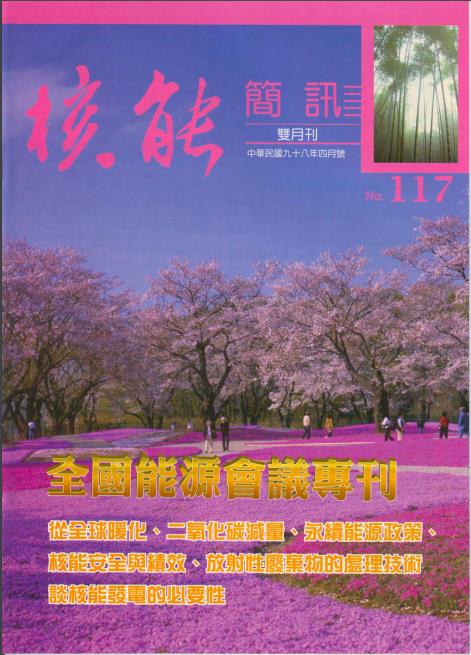 核能
簡訊
雙月刊
中華民國九十八年四月號
No. 117
全國能源會議專刊
從全球暖化、二氧化碳減量、永續能源政策、
核能安全與績效、放射性廢棄物的處理技術
談核能發電的必要性